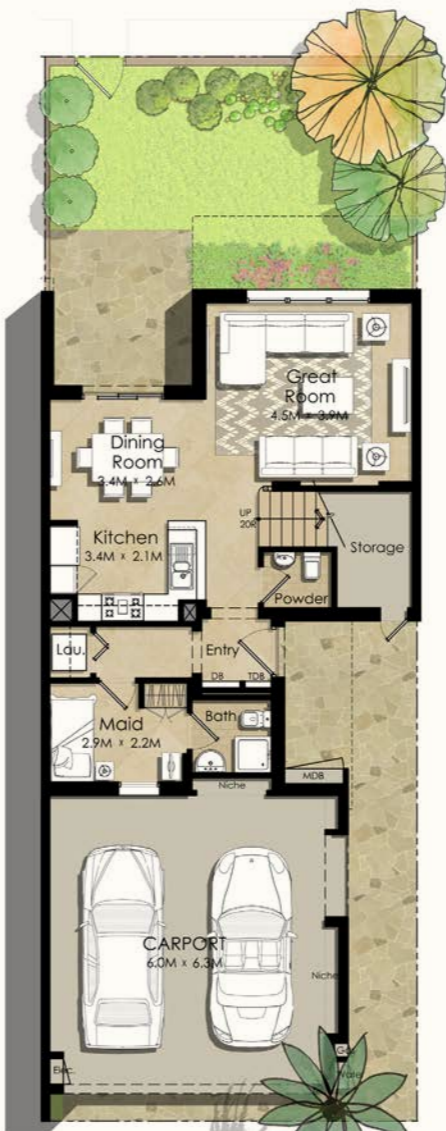 Great
Room
4.5M x 3.9M
Dining
Room
3.4M x 2.6M
UP
20R
Storage
Kitchen
3.4M x 2.1M
Powder
Lau.
Entry
DB
TDB
Maid
2.9M x 2.2M
Bath
MDB
Niche
CARPORT
6.0M x 6.3M
Niche
Elec.